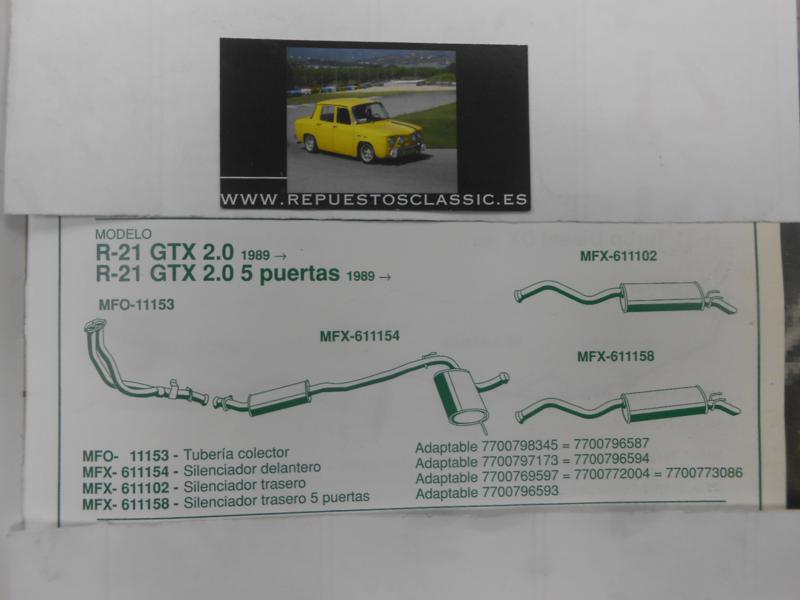 WWW.REPUESTOSCLASSIC.ES
MODELO
R-21 GTX 2.0 1989 →
R-21 GTX 2.0 5 puertas 1989 →
MFX-611102
MFO-11153
MFX-611154
MFX-611158
MFO- 11153 - Tubería colector
MFX- 611154 - Silenciador delantero
MFX- 611102 - Silenciador trasero
MFX- 611158 - Silenciador trasero 5 puertas
Adaptable 7700798345 = 7700796587
Adaptable 7700797173 = 7700796594
Adaptable 7700769597 = 7700772004 = 7700773086
Adaptable 7700796593